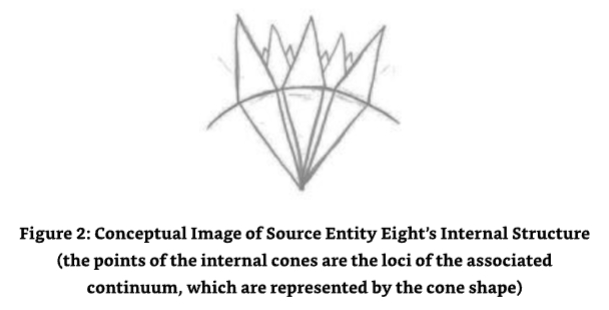 Figure 2: Conceptual Image of Source Entity Eight’s Internal Structure
(the points of the internal cones are the loci of the associated
continuum, which are represented by the cone shape)